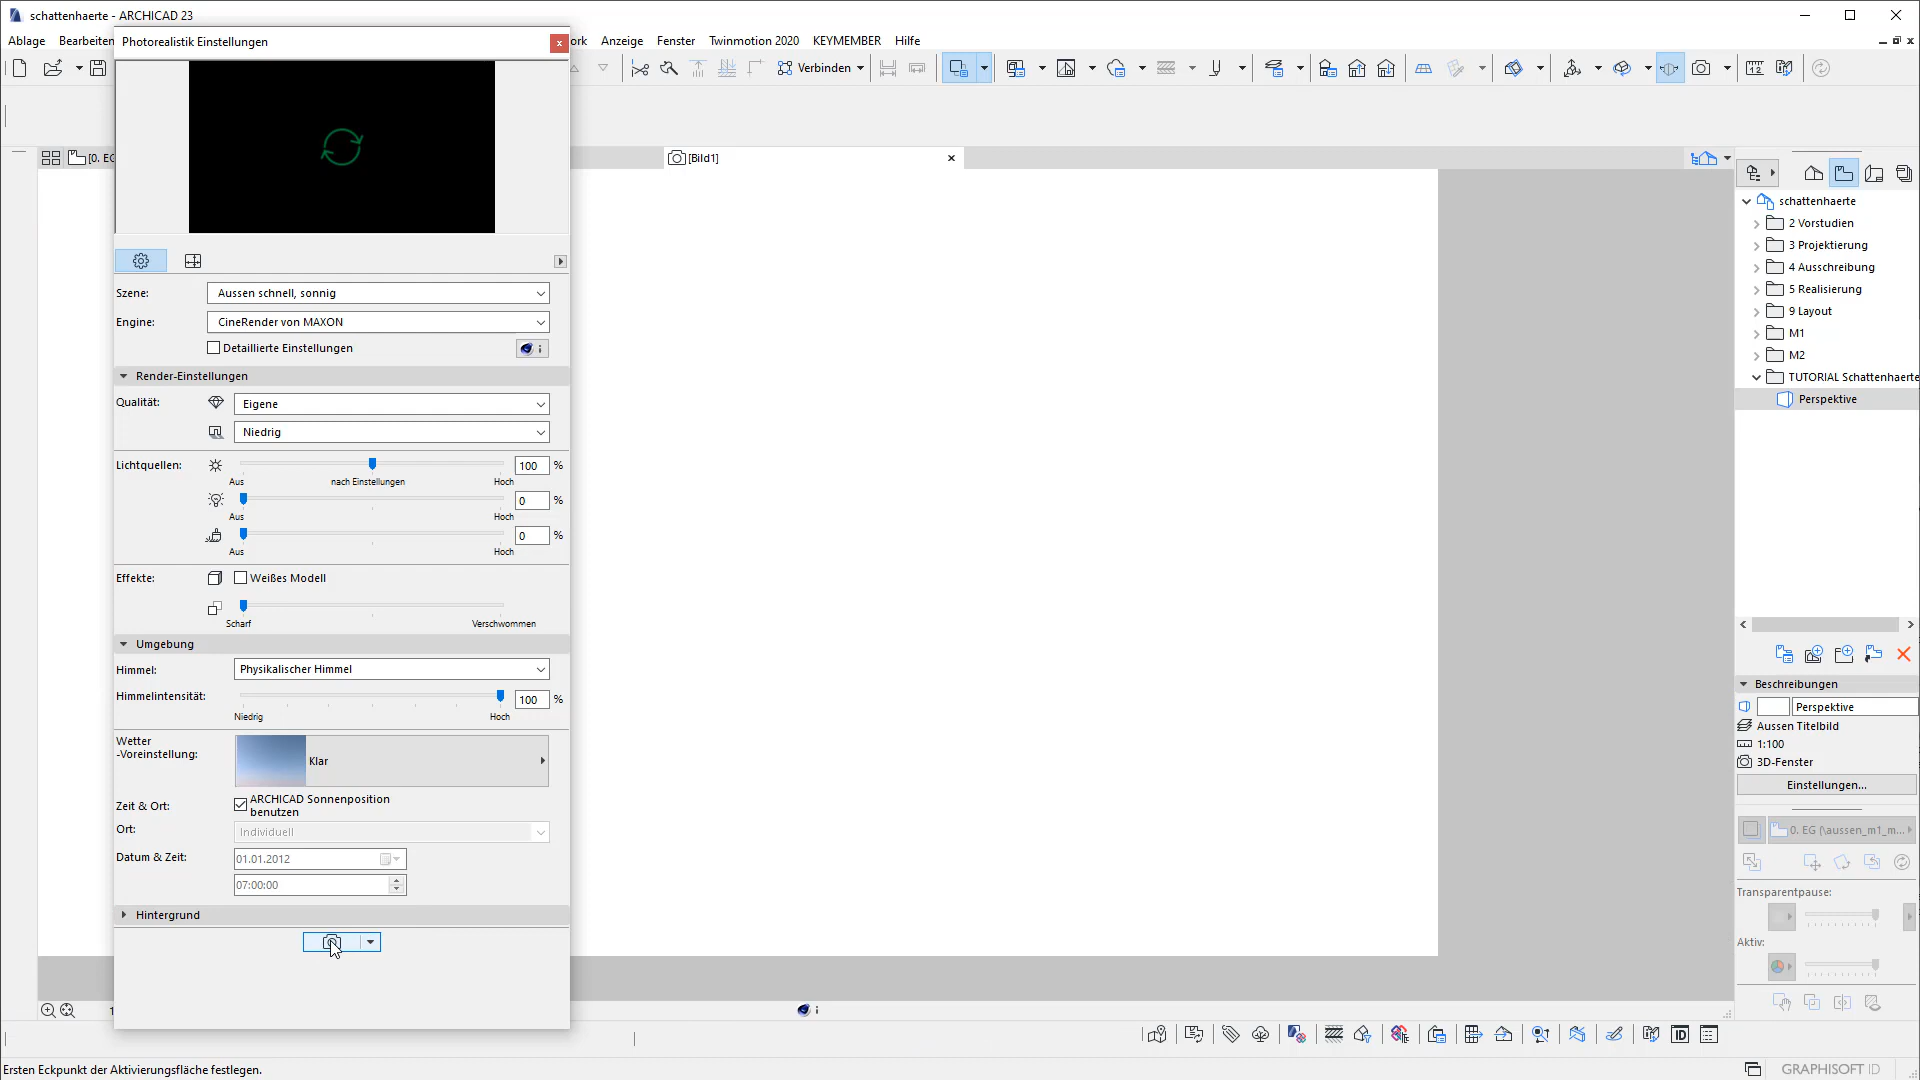 schattenhaerte - ARCHICAD 23
Ablage Bearbeiten ork Anzeige Fenster Twinmotion 2020 KEYMEMBER Hilfe
Photorealistik Einstellungen
Verbinden
[0. EG
[Bild1]
Szene: Aussen schnell, sonnig
Engine: CineRender von MAXON
Detaillierte Einstellungen
i
Render-Einstellungen
Qualität: Eigene
Niedrig
Lichtquellen: 100 %
Aus nach Einstellungen Hoch
0 %
Aus Hoch
0 %
Aus Hoch
Effekte: Weißes Modell
Scharf Verschwommen
Umgebung
Himmel: Physikalischer Himmel
Himmelintensität: 100 %
Niedrig Hoch
Wetter
-Voreinstellung:
Klar
Zeit & Ort: ARCHICAD Sonnenposition
benutzen
Ort: Individuell
Datum & Zeit: 01.01.2012
07:00:00
Hintergrund
i
schattenhaerte
2 Vorstudien
3 Projektierung
4 Ausschreibung
5 Realisierung
9 Layout
M1
M2
TUTORIAL Schattenhaerte
Perspektive
Beschreibungen
Perspektive
Aussen Titelbild
1:100
3D-Fenster
Einstellungen...
0. EG (\aussen_m1_m...
Transparentpause:
Aktiv:
ID
Ersten Eckpunkt der Aktivierungsfläche festlegen.
GRAPHISOFT ID